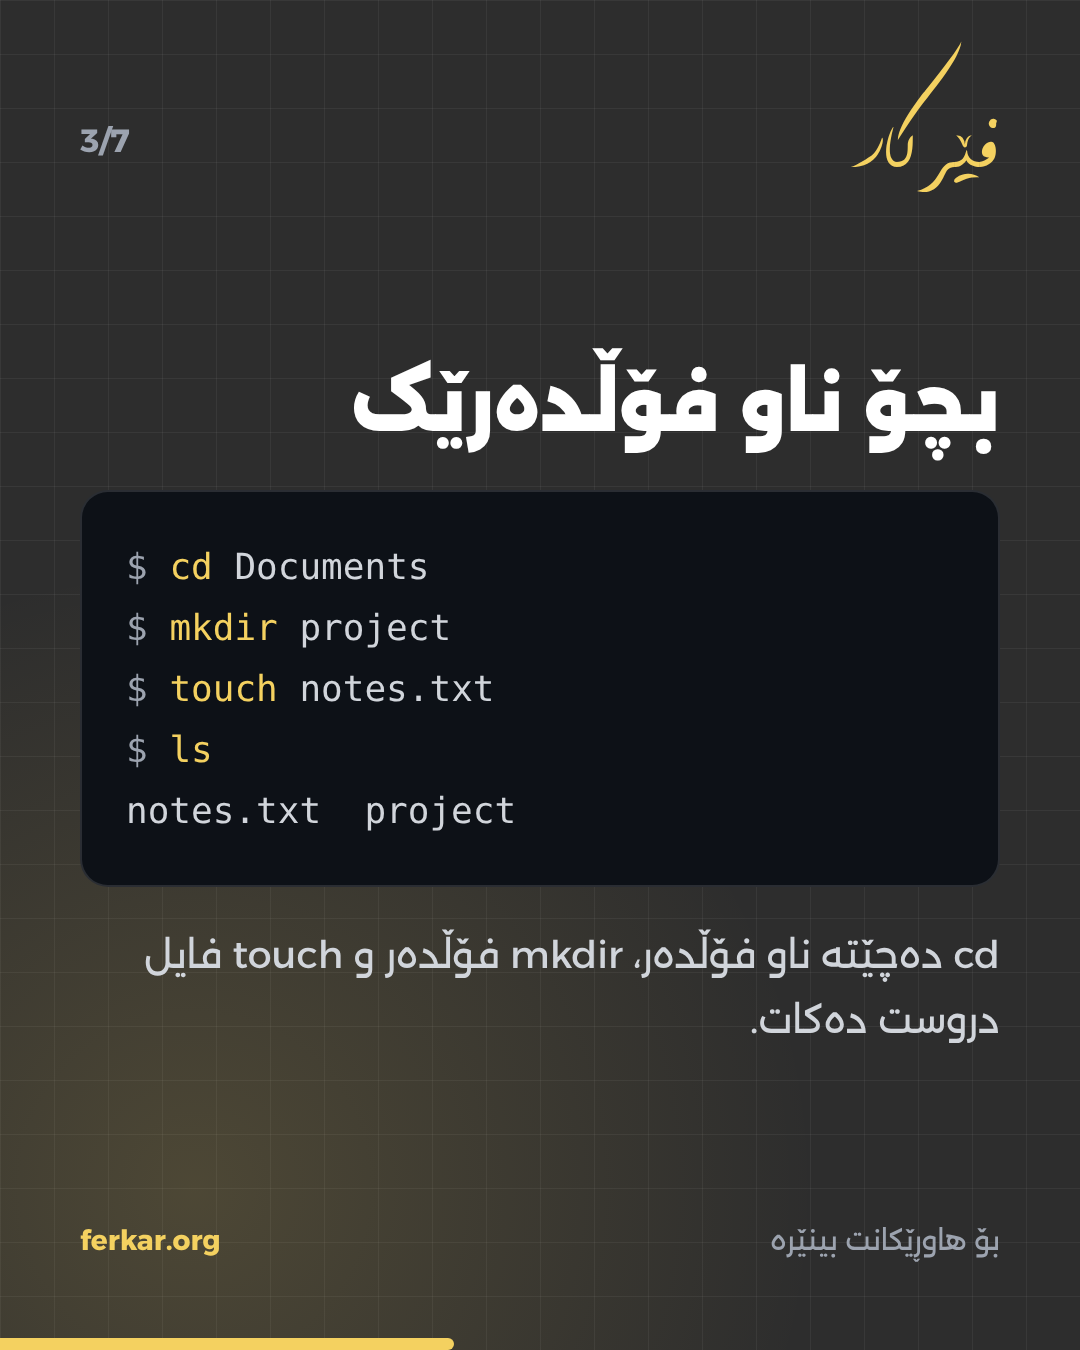 3/7
فێرکار
بچۆ ناو فۆڵدەرێک
$ cd Documents
$ mkdir project
$ touch notes.txt
$ ls
notes.txt  project
cd دەچێتە ناو فۆڵدەر، mkdir فۆڵدەر و touch فایل
دروست دەکات.
ferkar.org
بۆ هاوڕێکانت بینێرە